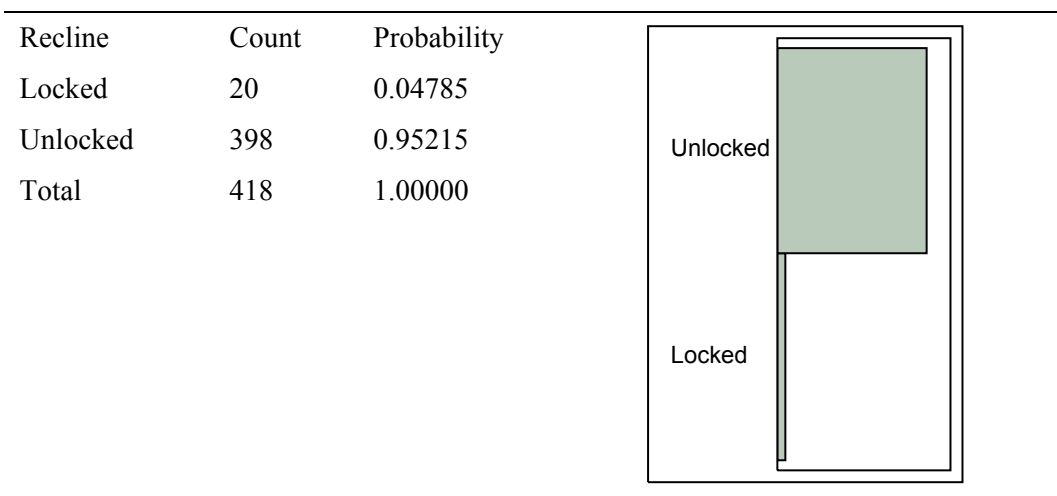 Recline Count Probability
Locked 20 0.04785
Unlocked 398 0.95215
Total 418 1.00000
Unlocked
Locked